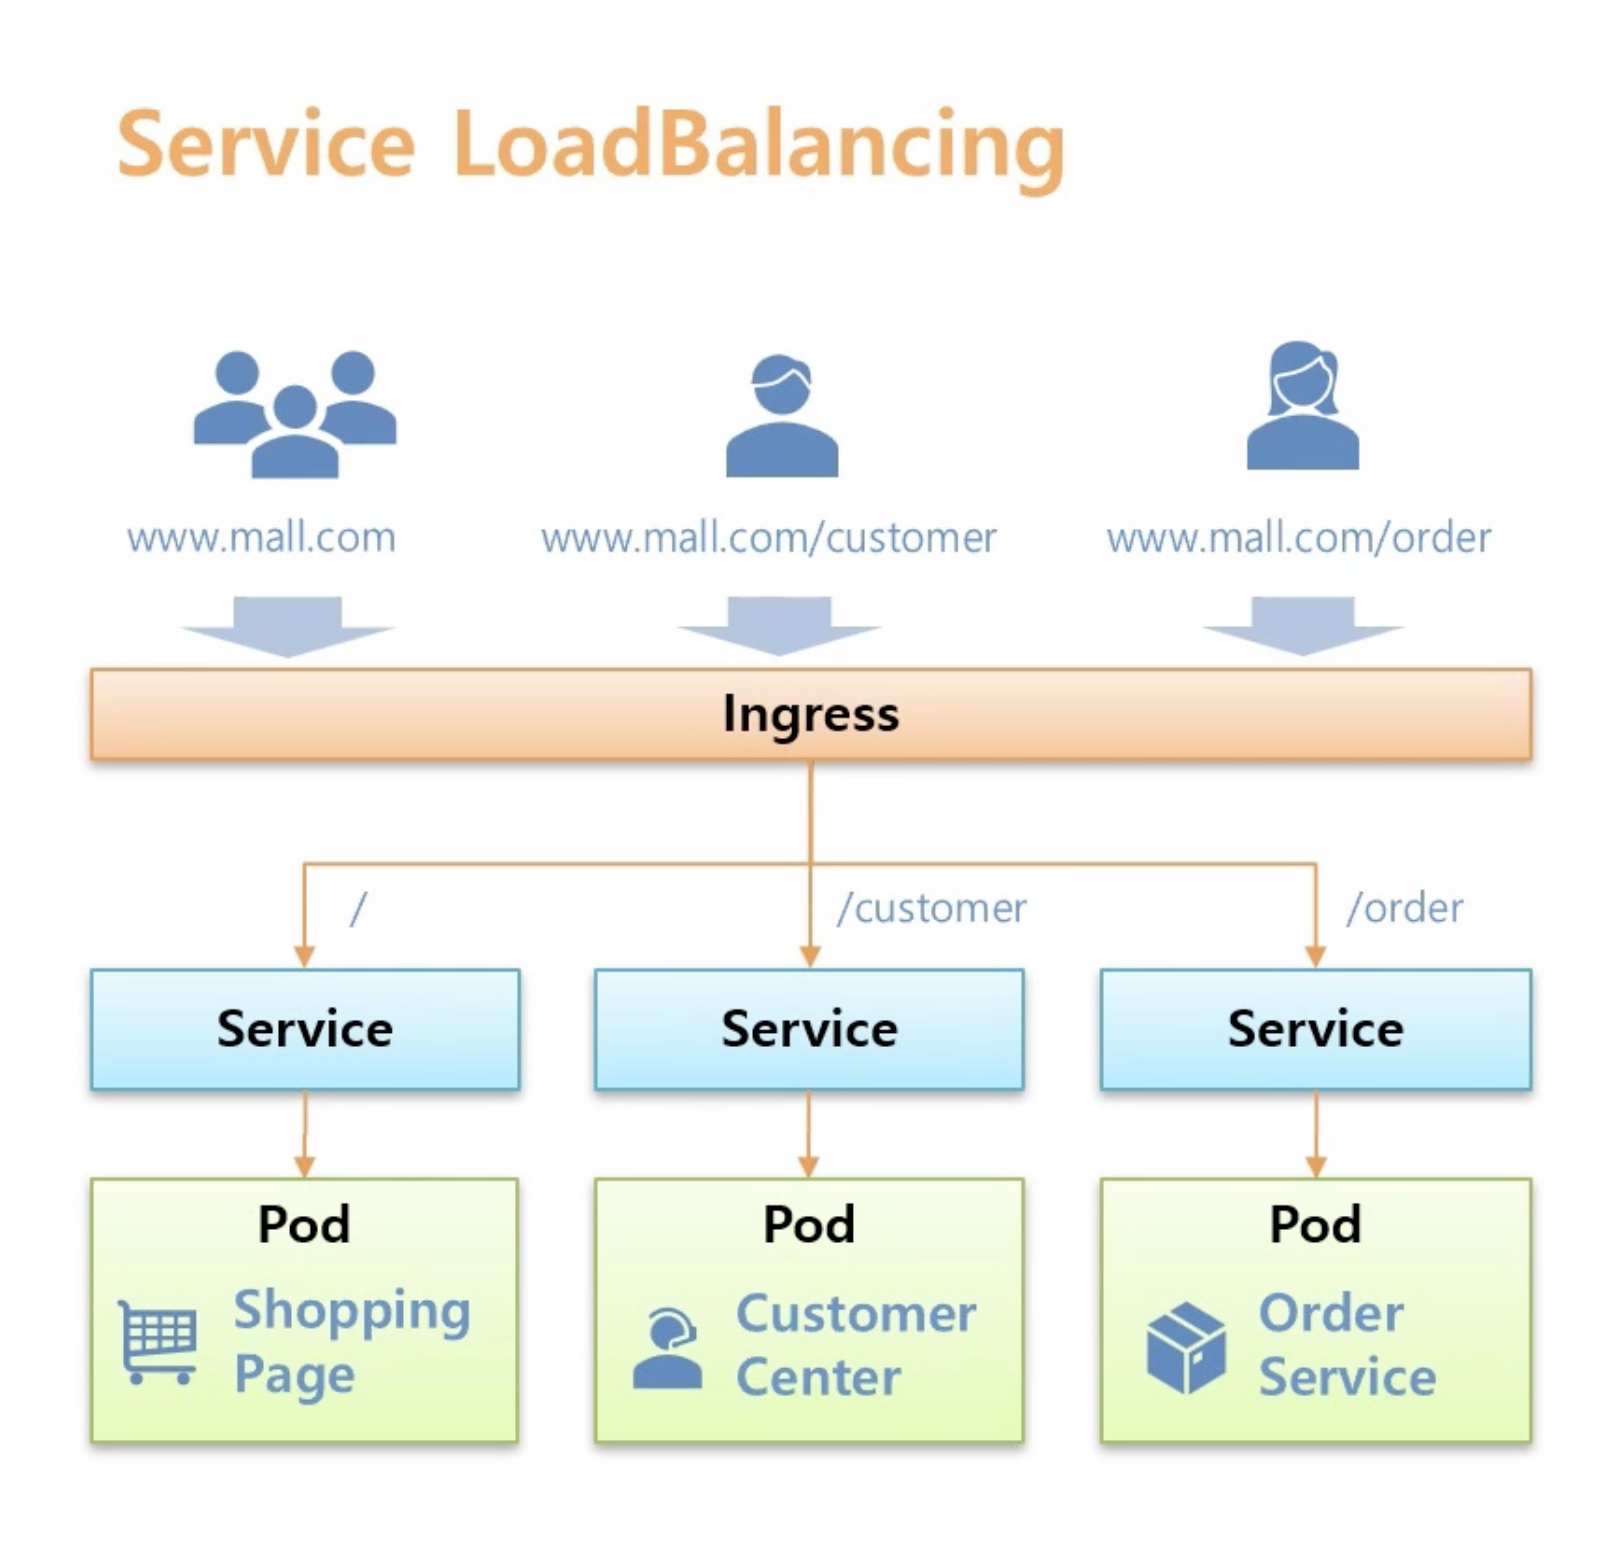 Service LoadBalancing
www.mall.com
www.mall.com/customer
www.mall.com/order
Ingress
/
/customer
/order
Service
Service
Service
Pod
Shopping
Page
Pod
Customer
Center
Pod
Order
Service